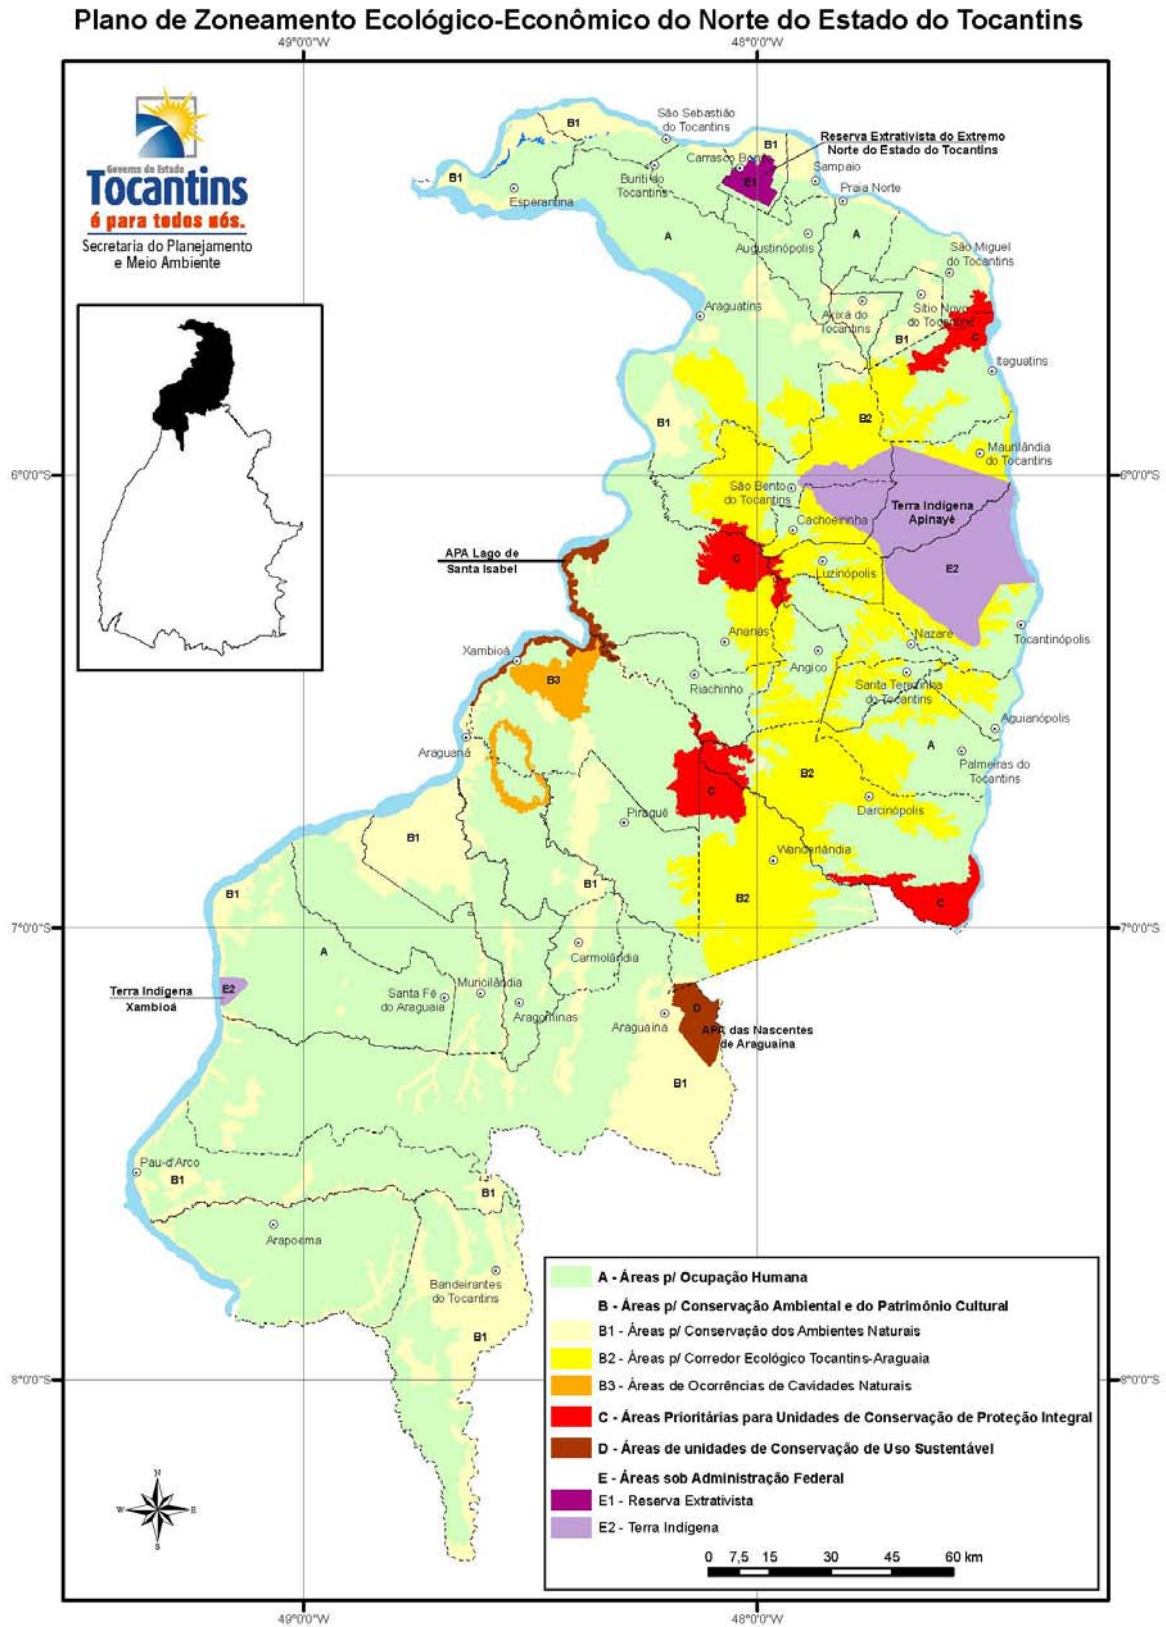 Plano de Zoneamento Ecológico-Econômico do Norte do Estado do Tocantins
49°0'0"W
48°0'0"W
Governo do Estado
Tocantins
é para todos nós.
Secretaria do Planejamento
e Meio Ambiente
B1
São Sebastião
do Tocantins
B1
Reserva Extrativista do Extremo
Norte do Estado do Tocantins
Carrasco Bonito
Sampaio
B1
Buriti do
Tocantins
E1
Praia Norte
Esperantina
A
Augustinópolis
A
São Miguel
do Tocantins
Araguatins
Axixá do
Tocantins
Sítio Novo
do Tocantins
B1
C
Itaguatins
B1
B2
Maurilândia
do Tocantins
6°0'0"S
6°0'0"S
São Bento
do Tocantins
Terra Indígena
Apinayé
Cachoeirinha
APA Lago de
Santa Isabel
C
Luzinópolis
E2
Ananás
Nazaré
Tocantinópolis
Xambioá
Angico
B3
Riachinho
Santa Terezinha
do Tocantins
Aguianópolis
Araguanã
A
Palmeiras do
Tocantins
B2
C
Darcinópolis
Piraquê
B1
Wanderlândia
B1
B1
B2
C
7°0'0"S
7°0'0"S
A
Carmolândia
Terra Indígena
Xambioá
E2
Santa Fé
do Araguaia
Muricilândia
Aragominas
Araguaína
D
APA das Nascentes
de Araguaína
B1
Pau-d'Arco
B1
B1
Arapoema
Bandeirantes
do Tocantins
B1
A - Áreas p/ Ocupação Humana
B - Áreas p/ Conservação Ambiental e do Patrimônio Cultural
B1 - Áreas p/ Conservação dos Ambientes Naturais
B2 - Áreas p/ Corredor Ecológico Tocantins-Araguaia
B3 - Áreas de Ocorrências de Cavidades Naturais
C - Áreas Prioritárias para Unidades de Conservação de Proteção Integral
D - Áreas de unidades de Conservação de Uso Sustentável
E - Áreas sob Administração Federal
E1 - Reserva Extrativista
E2 - Terra Indígena
8°0'0"S
8°0'0"S
N
W
E
S
0 7,5 15 30 45 60 km
49°0'0"W
48°0'0"W